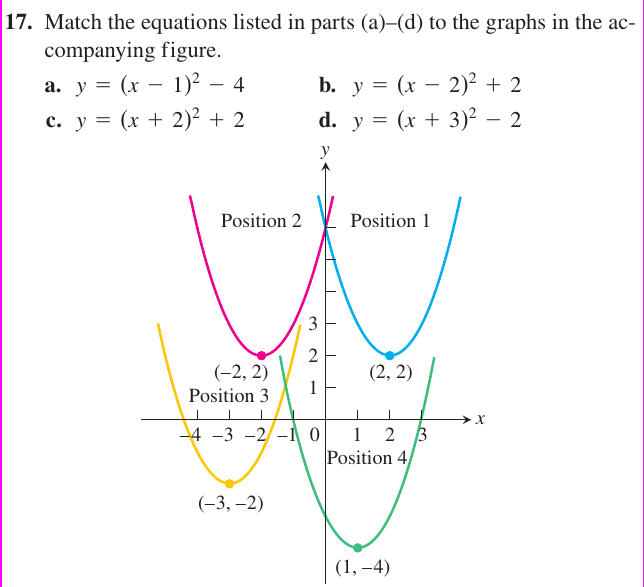 17. Match the equations listed in parts (a)–(d) to the graphs in the ac-
companying figure.
a. y = (x − 1)² − 4 b. y = (x − 2)² + 2
c. y = (x + 2)² + 2 d. y = (x + 3)² − 2
y
Position 2 Position 1
3
2
(–2, 2) (2, 2)
1
Position 3
x
–4 –3 –2 –1 0 1 2 3
Position 4
(–3, –2)
(1, –4)